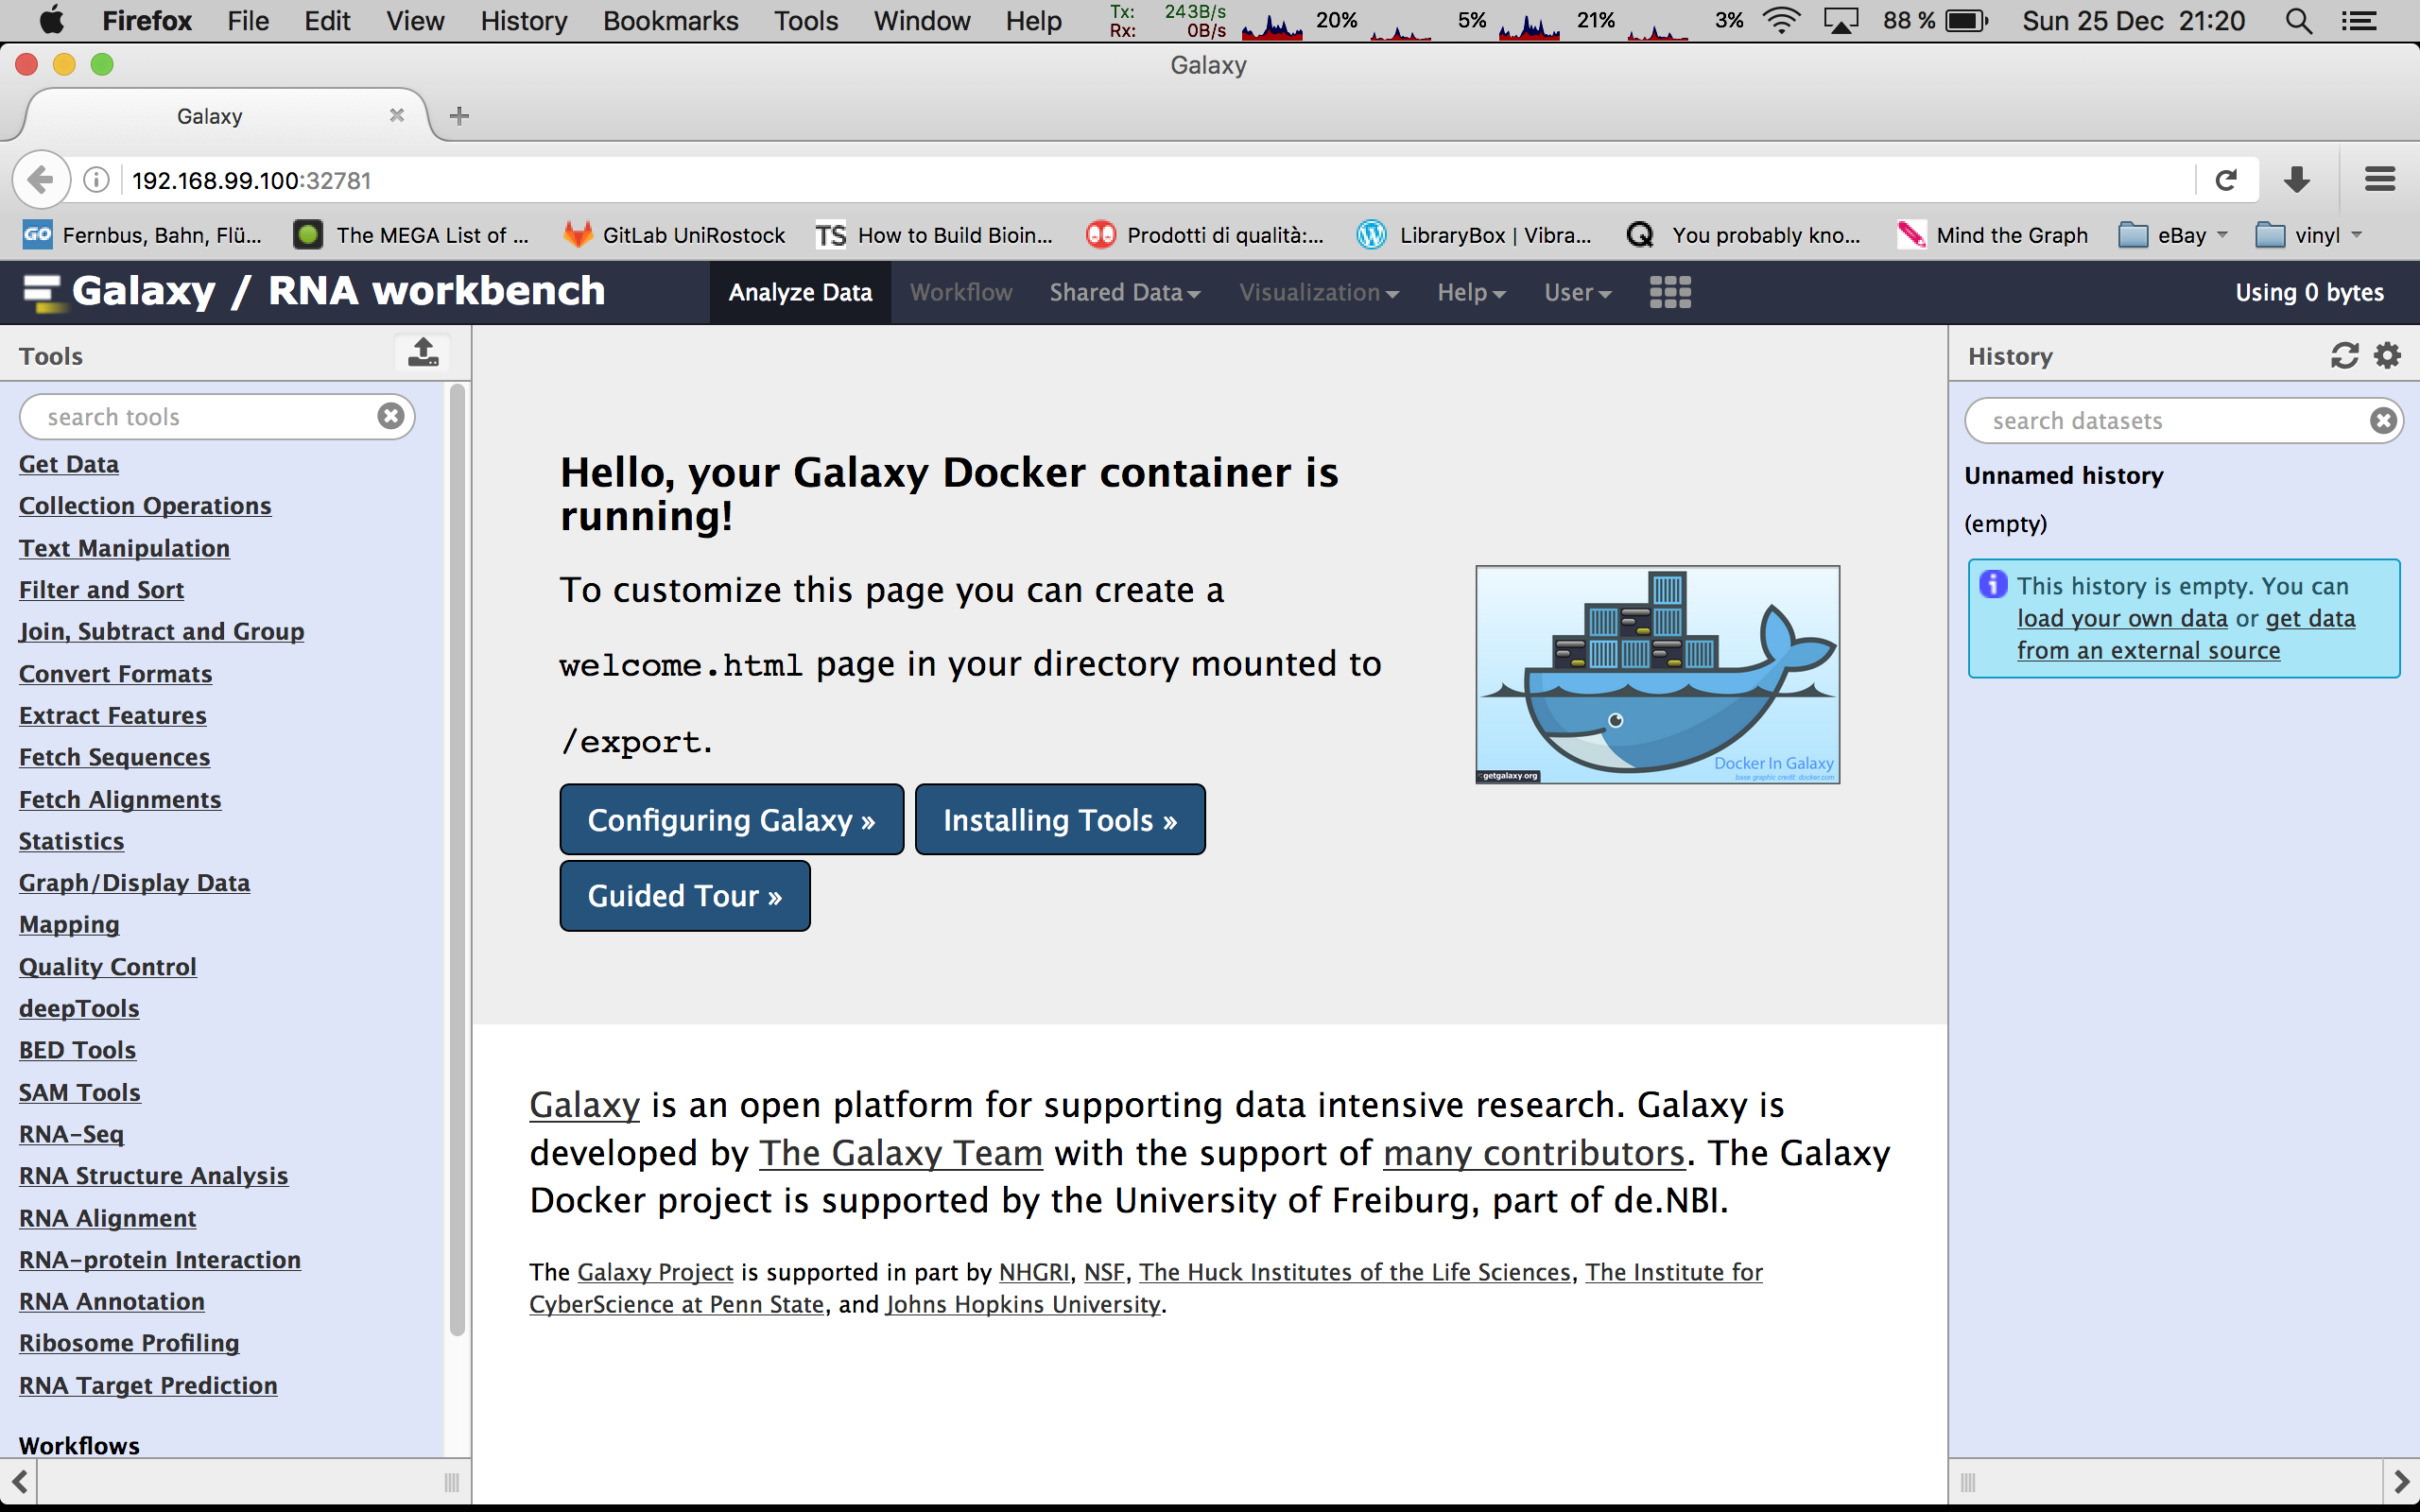 Firefox File Edit View History Bookmarks Tools Window Help Tx: 243B/s Rx: 0B/s 20% 5% 21% 3% 88 % Sun 25 Dec 21:20
Galaxy
Galaxy
192.168.99.100:32781
GO Fernbus, Bahn, Flü... The MEGA List of ... GitLab UniRostock TS How to Build Bioin... Prodotti di qualità:... LibraryBox | Vibra... You probably kno... Mind the Graph eBay vinyl
Galaxy / RNA workbench Analyze Data Workflow Shared Data Visualization Help User Using 0 bytes
Tools
search tools
Get Data
Collection Operations
Text Manipulation
Filter and Sort
Join, Subtract and Group
Convert Formats
Extract Features
Fetch Sequences
Fetch Alignments
Statistics
Graph/Display Data
Mapping
Quality Control
deepTools
BED Tools
SAM Tools
RNA-Seq
RNA Structure Analysis
RNA Alignment
RNA-protein Interaction
RNA Annotation
Ribosome Profiling
RNA Target Prediction
Workflows
Hello, your Galaxy Docker container is
running!
To customize this page you can create a
welcome.html page in your directory mounted to
/export.
Configuring Galaxy » Installing Tools »
Guided Tour »
Docker In Galaxy
base graphic credit: docker.com
getgalaxy.org
Galaxy is an open platform for supporting data intensive research. Galaxy is
developed by The Galaxy Team with the support of many contributors. The Galaxy
Docker project is supported by the University of Freiburg, part of de.NBI.
The Galaxy Project is supported in part by NHGRI, NSF, The Huck Institutes of the Life Sciences, The Institute for
CyberScience at Penn State, and Johns Hopkins University.
History
search datasets
Unnamed history
(empty)
This history is empty. You can
load your own data or get data
from an external source